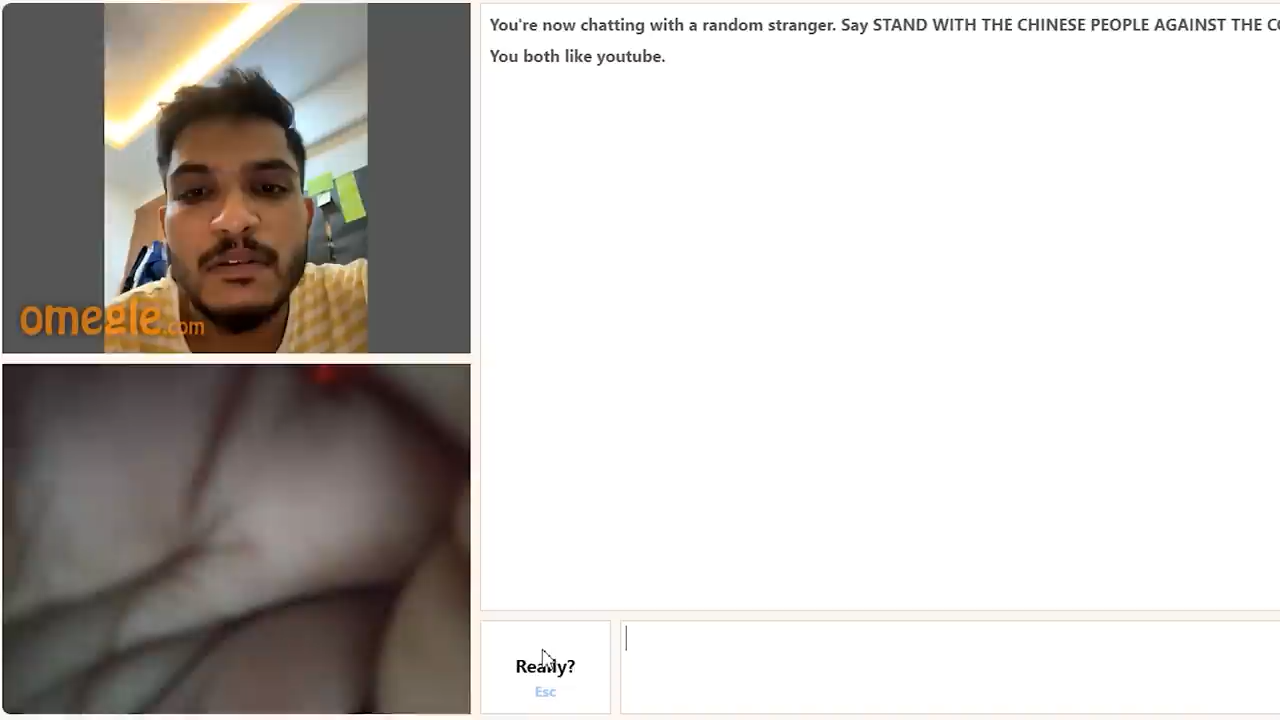 You're now chatting with a random stranger. Say STAND WITH THE CHINESE PEOPLE AGAINST THE
You both like youtube.
omegle.com
Really?
Esc